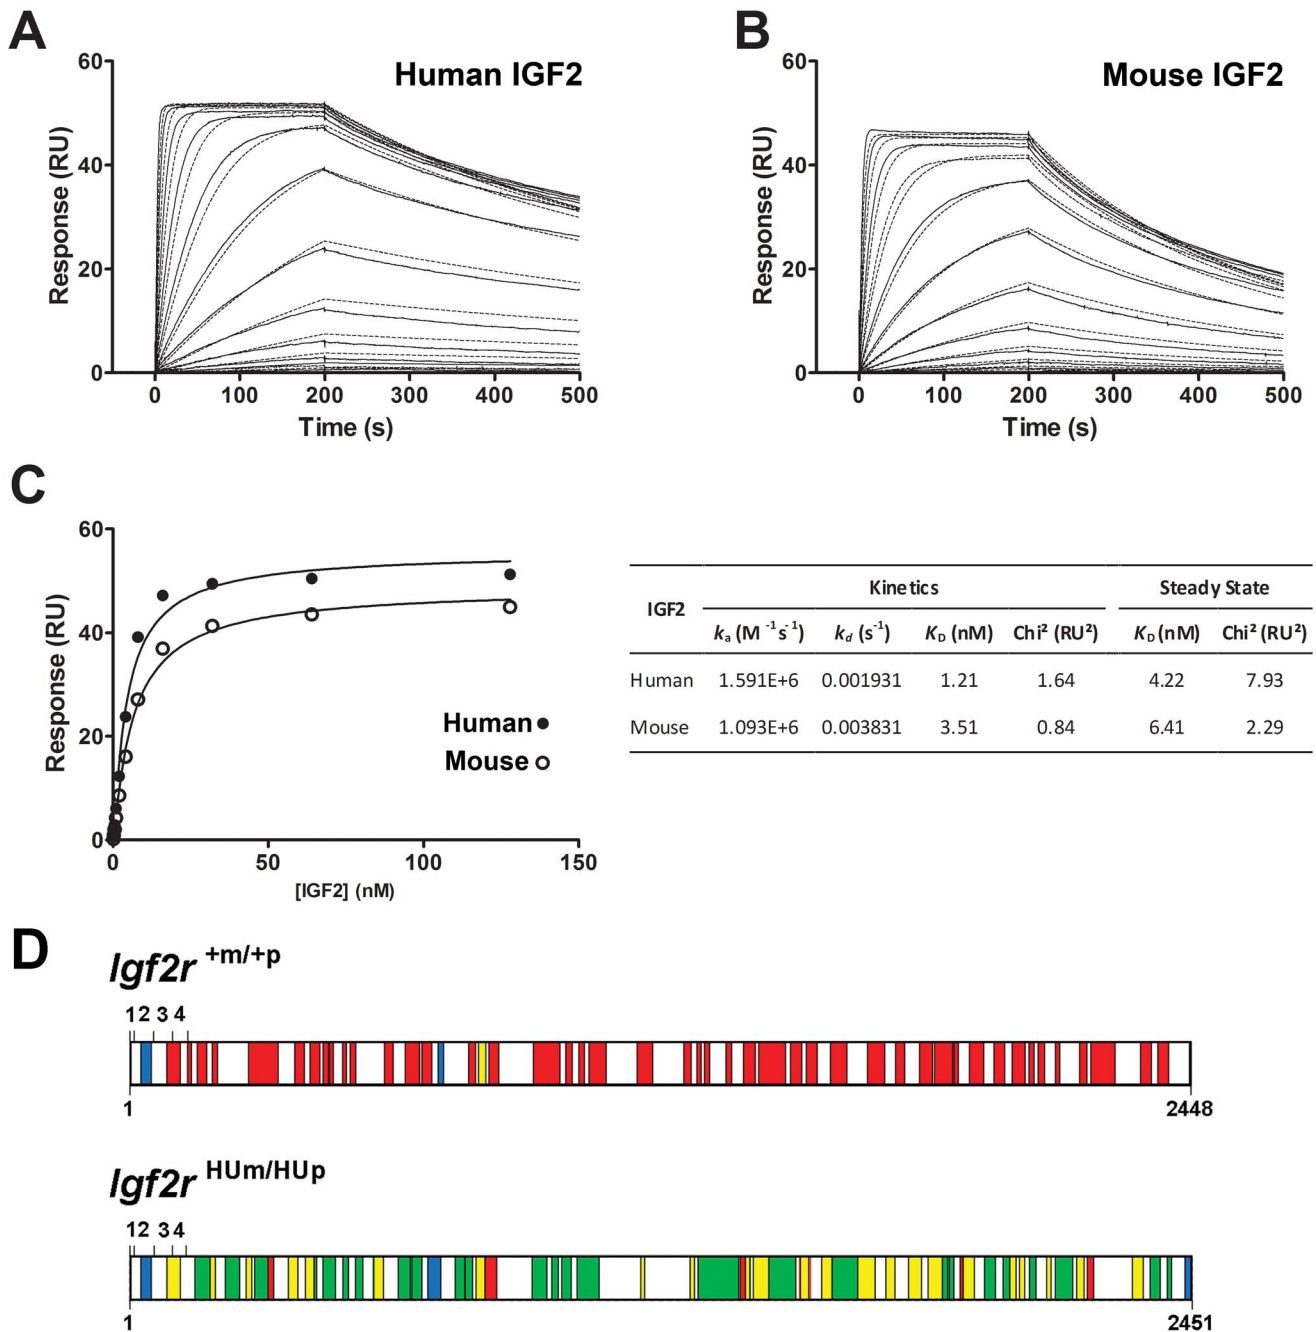 A
Human IGF2
60
40
20
0
Response (RU)
0 100 200 300 400 500
Time (s)
B
Mouse IGF2
60
40
20
0
Response (RU)
0 100 200 300 400 500
Time (s)
C
60
40
20
0
Response (RU)
Human
Mouse
0 50 100 150
[IGF2] (nM)
IGF2 Kinetics Steady State
ka (M⁻¹s⁻¹) kd (s⁻¹) KD (nM) Chi² (RU²) KD (nM) Chi² (RU²)
Human 1.591E+6 0.001931 1.21 1.64 4.22 7.93
Mouse 1.093E+6 0.003831 3.51 0.84 6.41 2.29
D
Igf2r +m/+p
12 3 4
1 2448
Igf2r HUm/HUp
12 3 4
1 2451